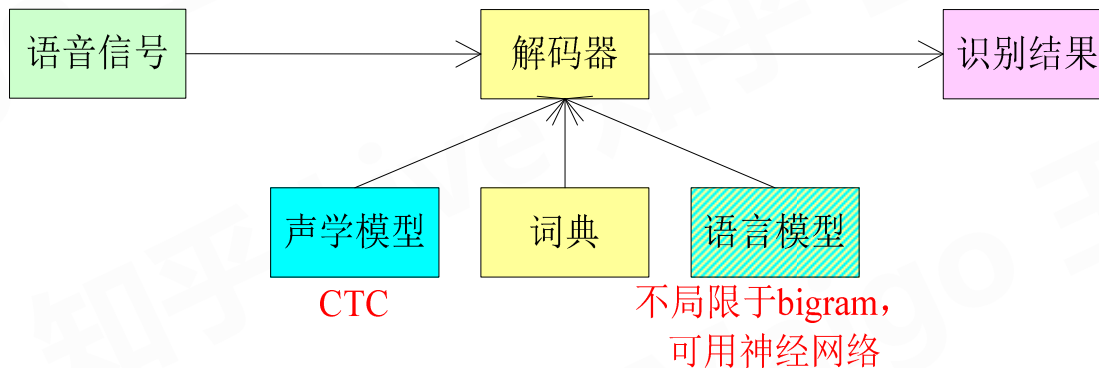 语音信号
解码器
识别结果
声学模型
词典
语言模型
CTC
不局限于bigram，
可用神经网络